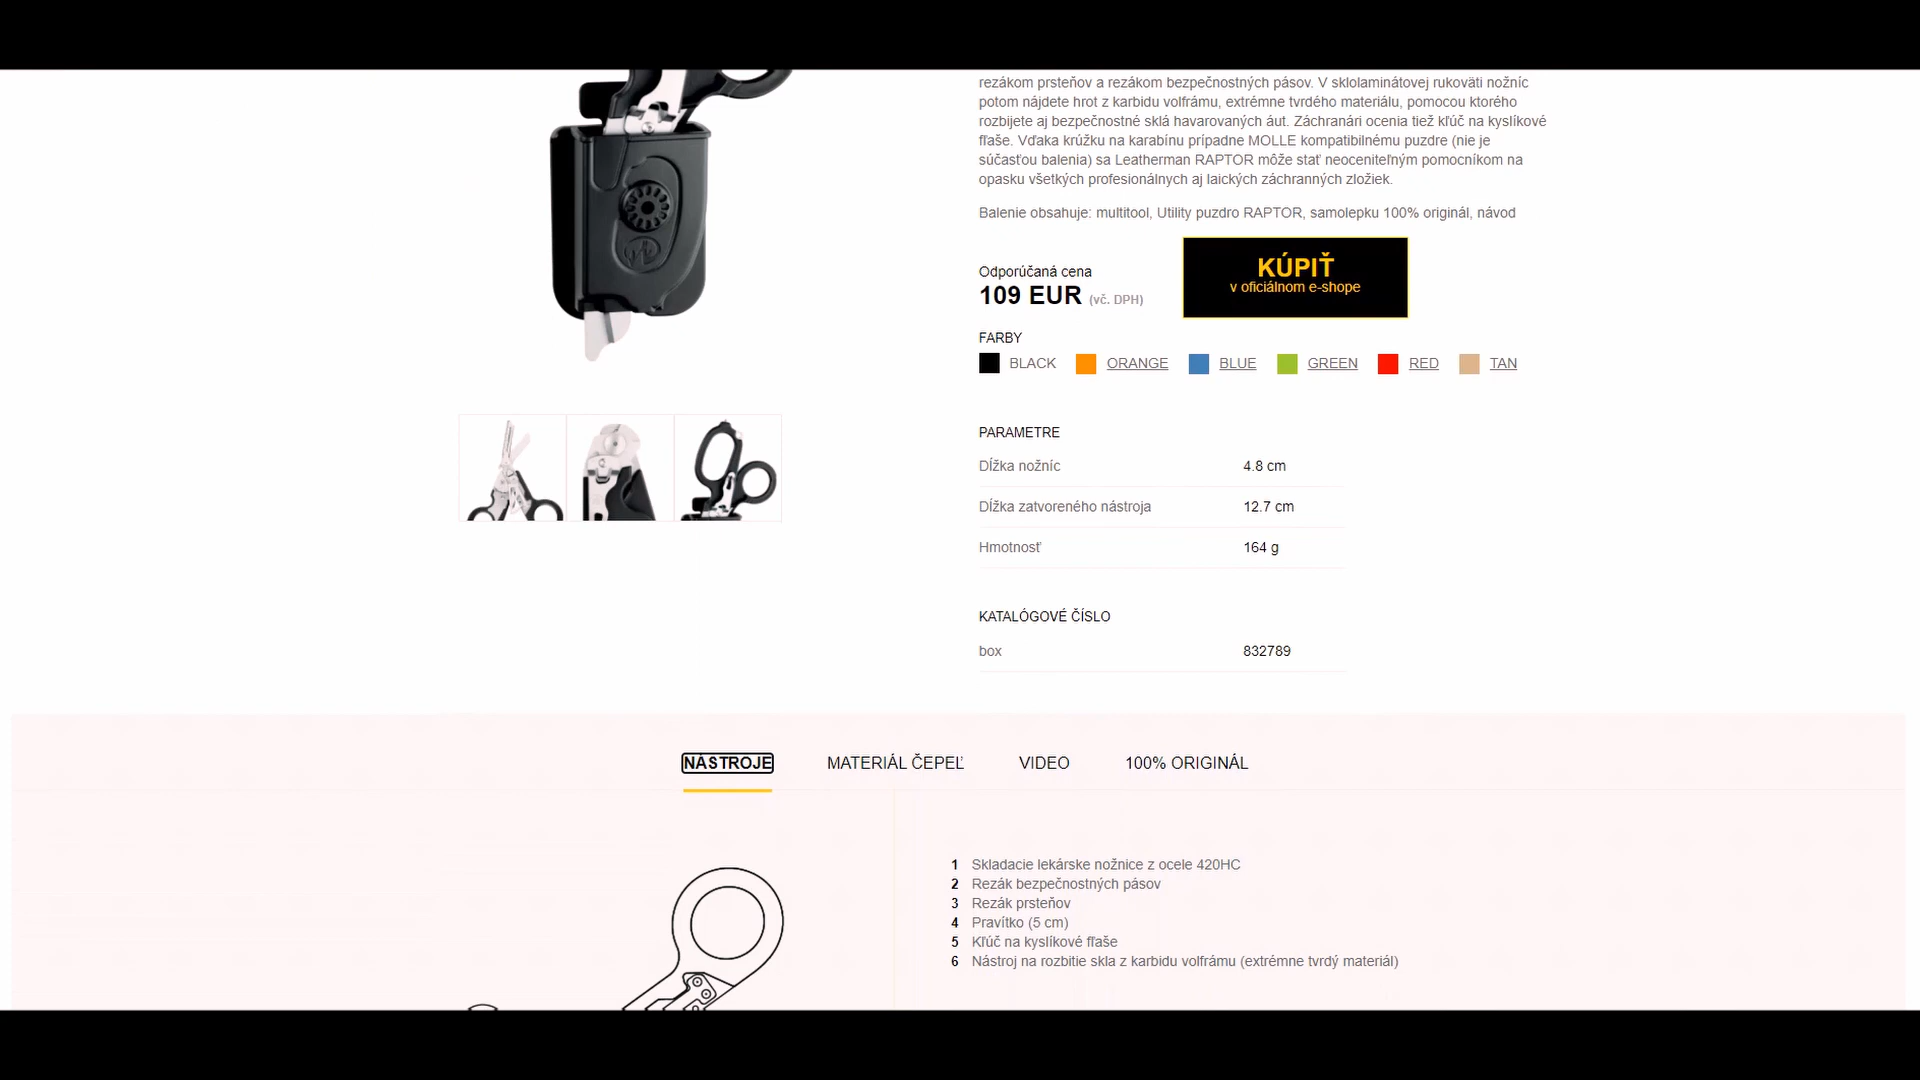 rezákom prsteňov a rezákom bezpečnostných pásov. V sklolaminátovej rukoväti nožníc
potom nájdete hrot z karbidu volfrámu, extrémne tvrdého materiálu, pomocou ktorého
rozbijete aj bezpečnostné sklá havarovaných áut. Záchranári ocenia tiež kľúč na kyslíkové
fľaše. Vďaka krúžku na karabínu prípadne MOLLE kompatibilnému puzdre (nie je
súčasťou balenia) sa Leatherman RAPTOR môže stať neoceniteľným pomocníkom na
opasku všetkých profesionálnych aj laických záchranných zložiek.
Balenie obsahuje: multitool, Utility puzdro RAPTOR, samolepku 100% originál, návod
Odporúčaná cena
109 EUR (vč. DPH)
KÚPIŤ
v oficiálnom e-shope
FARBY
BLACK ORANGE BLUE GREEN RED TAN
PARAMETRE
Dĺžka nožníc 4.8 cm
Dĺžka zatvoreného nástroja 12.7 cm
Hmotnosť 164 g
KATALÓGOVÉ ČÍSLO
box 832789
NÁSTROJE MATERIÁL ČEPEĽ VIDEO 100% ORIGINÁL
1 Skladacie lekárske nožnice z ocele 420HC
2 Rezák bezpečnostných pásov
3 Rezák prsteňov
4 Pravítko (5 cm)
5 Kľúč na kyslíkové fľaše
6 Nástroj na rozbitie skla z karbidu volfrámu (extrémne tvrdý materiál)